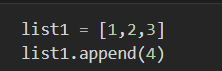 list1 = [1,2,3]
list1.append(4)